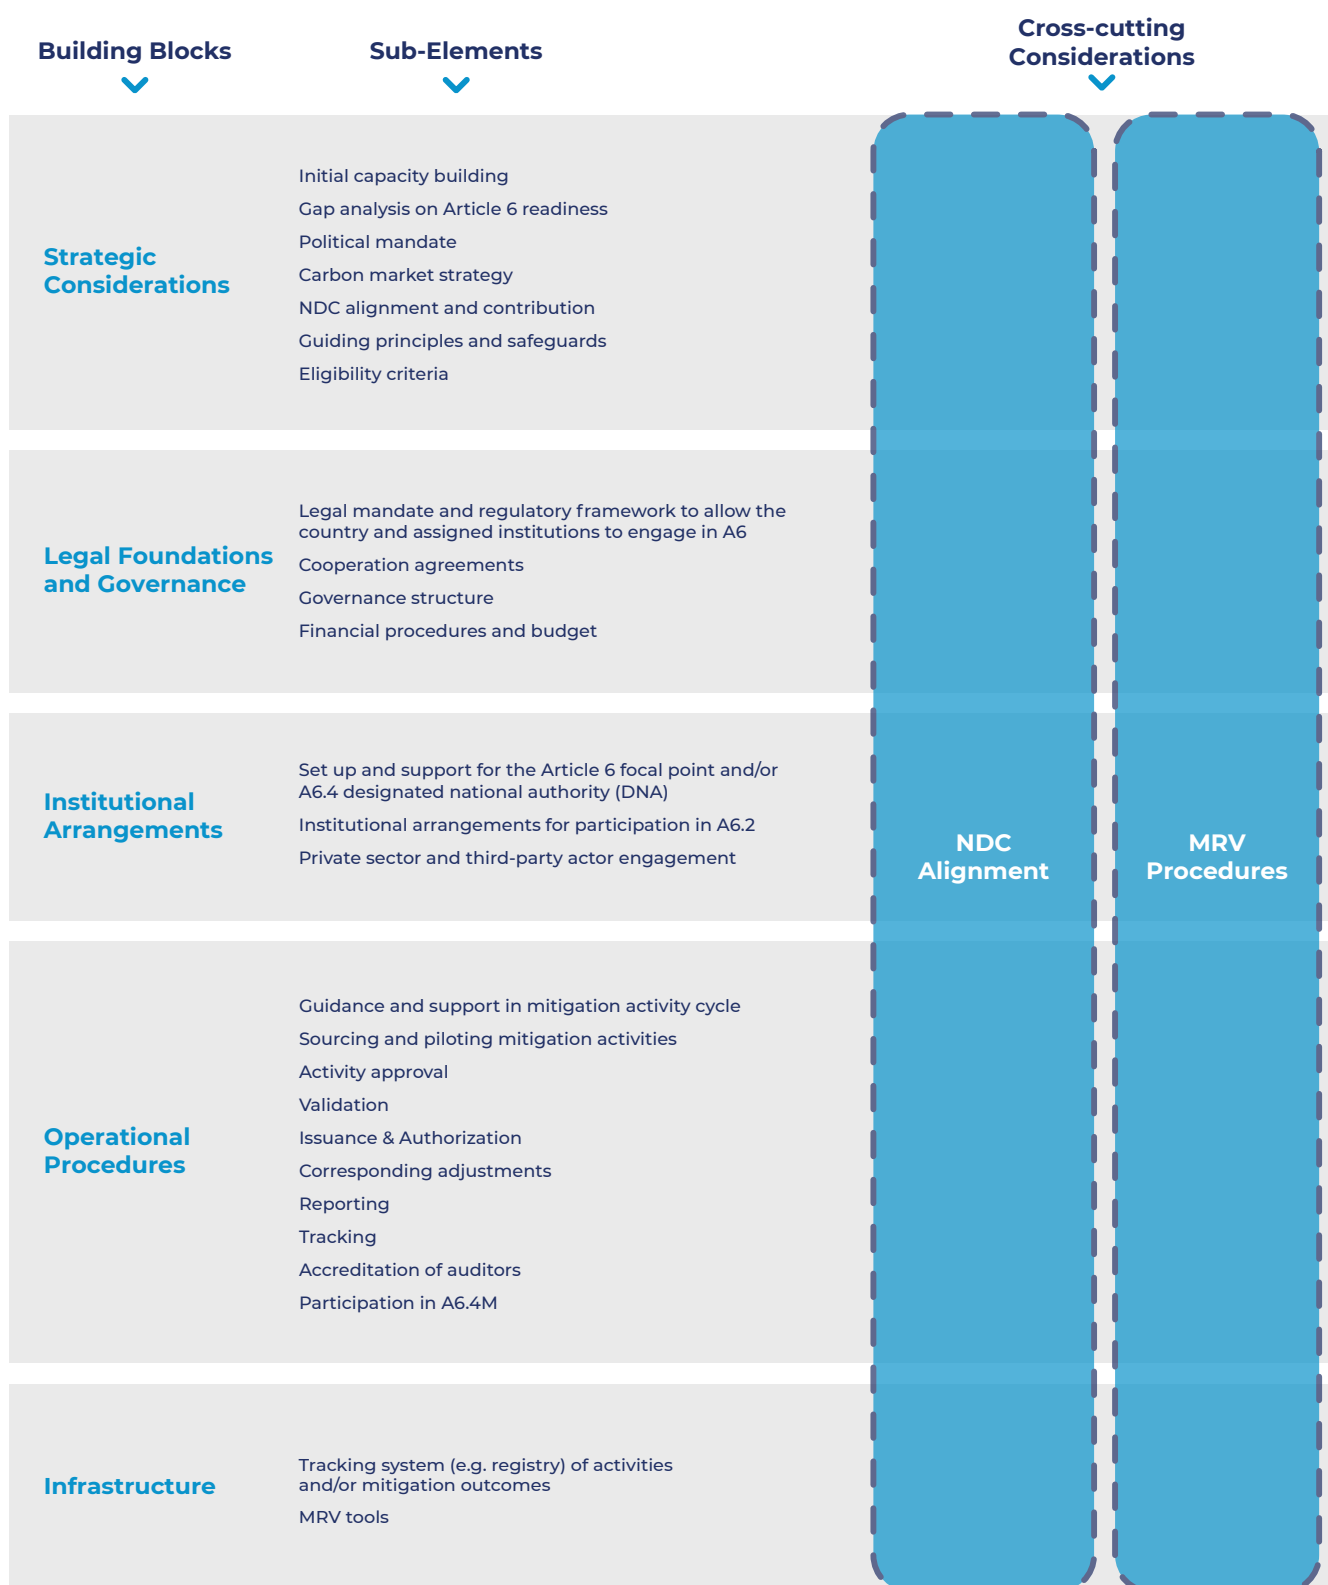 Building Blocks
Sub-Elements
Cross-cutting
Considerations
Strategic
Considerations
Initial capacity building
Gap analysis on Article 6 readiness
Political mandate
Carbon market strategy
NDC alignment and contribution
Guiding principles and safeguards
Eligibility criteria
Legal Foundations
and Governance
Legal mandate and regulatory framework to allow the
country and assigned institutions to engage in A6
Cooperation agreements
Governance structure
Financial procedures and budget
Institutional
Arrangements
Set up and support for the Article 6 focal point and/or
A6.4 designated national authority (DNA)
Institutional arrangements for participation in A6.2
Private sector and third-party actor engagement
NDC
Alignment
MRV
Procedures
Operational
Procedures
Guidance and support in mitigation activity cycle
Sourcing and piloting mitigation activities
Activity approval
Validation
Issuance & Authorization
Corresponding adjustments
Reporting
Tracking
Accreditation of auditors
Participation in A6.4M
Infrastructure
Tracking system (e.g. registry) of activities
and/or mitigation outcomes
MRV tools